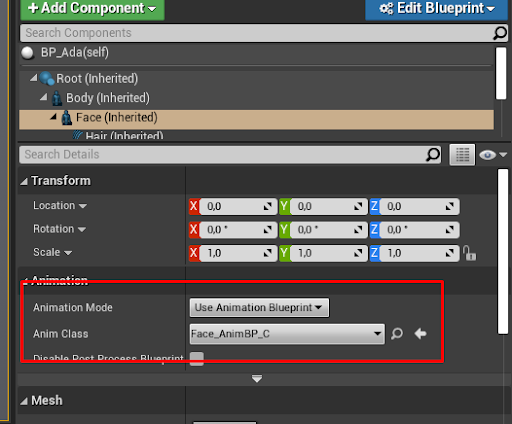 + Add Component
Edit Blueprint
Search Components
BP_Ada(self)
Root (Inherited)
Body (Inherited)
Face (Inherited)
Hair (Inherited)
Search Details
Transform
Location X 0,0 Y 0,0 Z 0,0
Rotation X 0,0 ° Y 0,0 ° Z 0,0 °
Scale X 1,0 Y 1,0 Z 1,0
Animation
Animation Mode Use Animation Blueprint
Anim Class Face_AnimBP_C
Disable Post Process Blueprint
Mesh